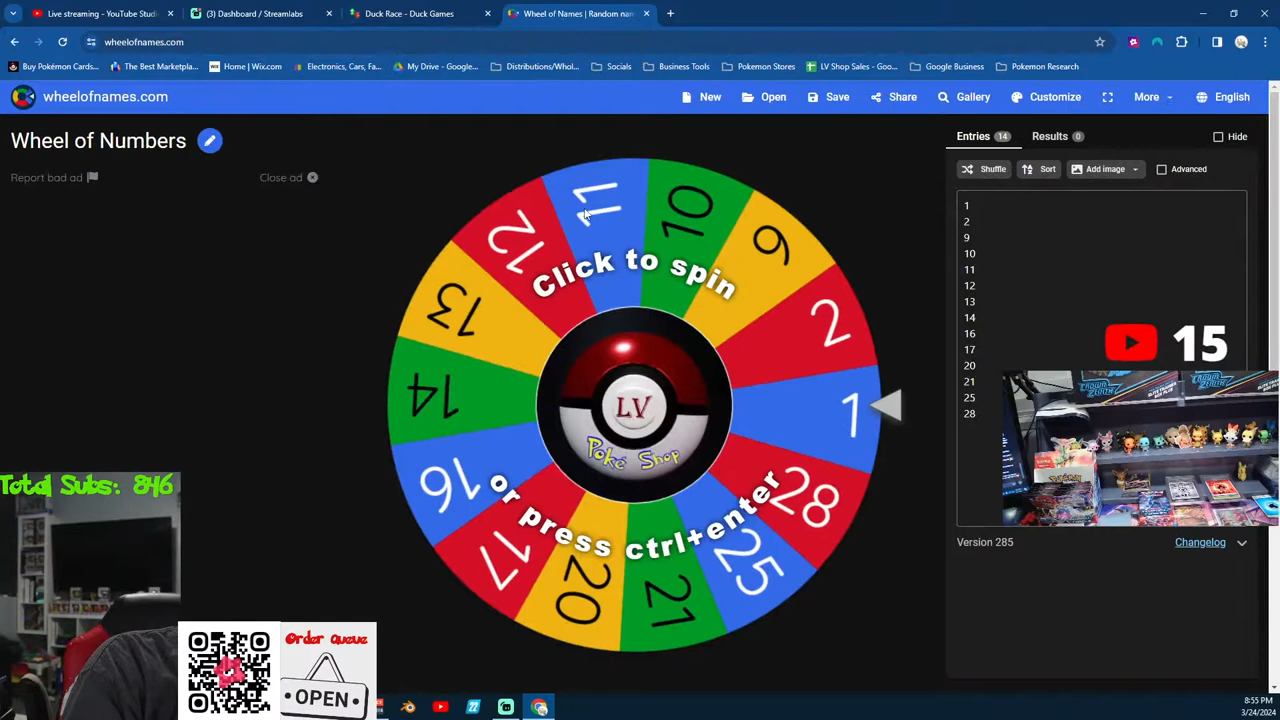 Live streaming - YouTube Studi
(3) Dashboard / Streamlabs
Duck Race - Duck Games
Wheel of Names | Random nam
wheelofnames.com
Buy Pokémon Cards...
The Best Marketpla...
Home | Wix.com
Electronics, Cars, Fa...
My Drive - Google...
Distributions/Whol...
Socials
Business Tools
Pokemon Stores
LV Shop Sales - Goo...
Google Business
Pokemon Research
wheelofnames.com
New
Open
Save
Share
Gallery
Customize
More
English
Wheel of Numbers
Report bad ad
Close ad
Entries 14
Results 0
Hide
Shuffle
Sort
Add image
Advanced
1
2
9
10
11
12
13
14
16
17
20
21
25
28
11
10
9
2
1
28
25
21
20
17
16
14
13
12
Click to spin
or press ctrl+enter
LV
Poké Shop
15
Version 285
Changelog
Total Subs: 846
Order Queue
OPEN
CROWN
ZENITH
8:55 PM
3/24/2024